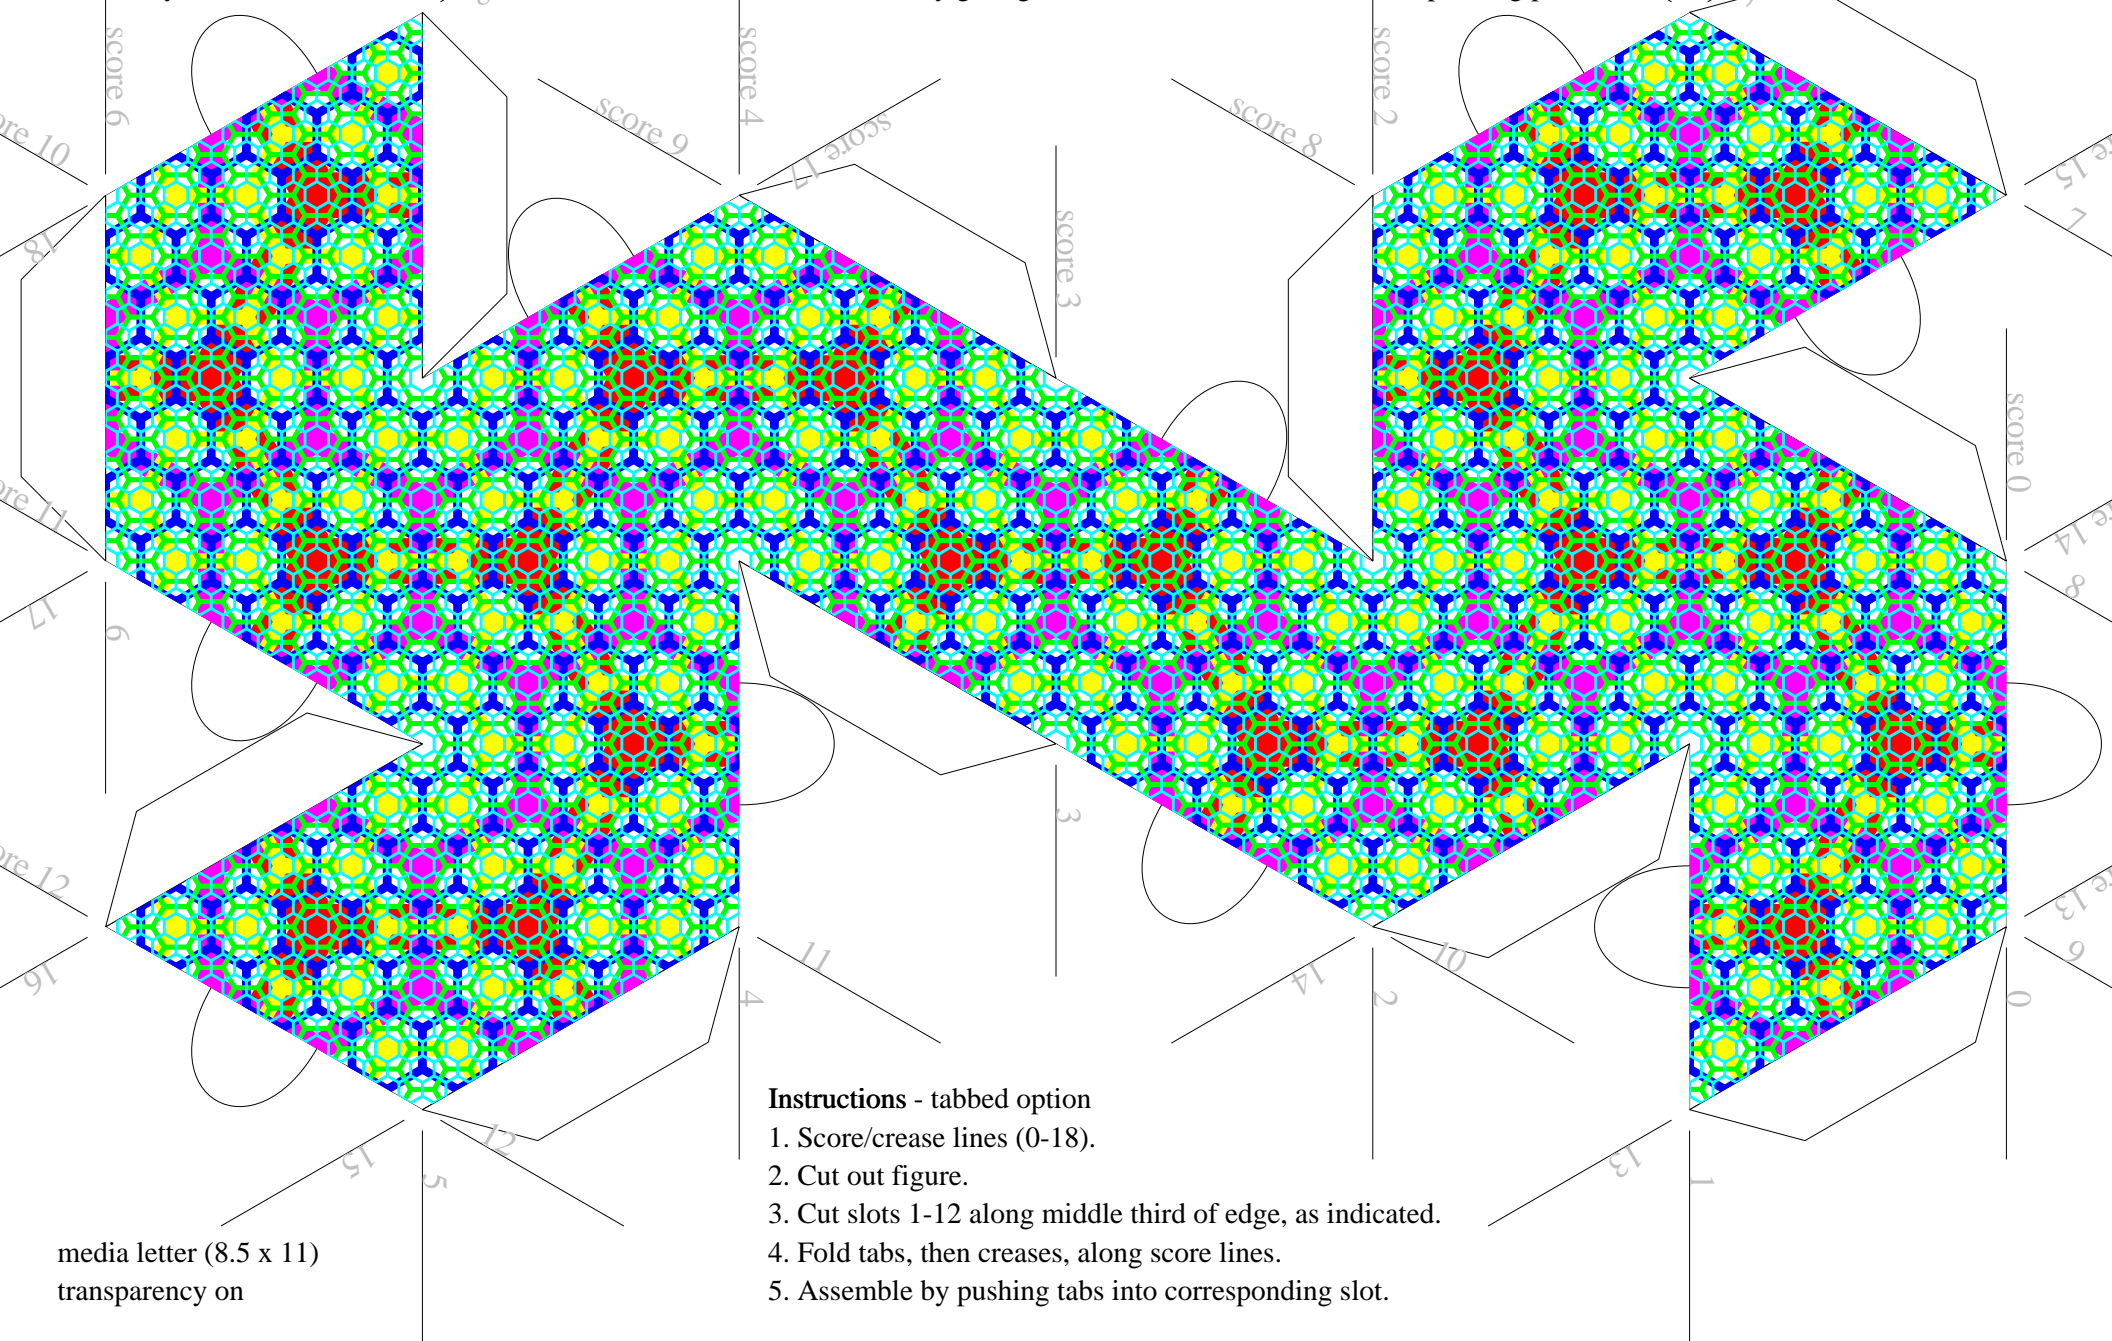 score 6
score 4
score 2
score 9
score 17
score 8
score 3
score 0
18
7
17
6
8
3
16
11
4
14
2
10
9
0
15
5
12
13
1
Instructions - tabbed option
1. Score/crease lines (0-18).
2. Cut out figure.
3. Cut slots 1-12 along middle third of edge, as indicated.
4. Fold tabs, then creases, along score lines.
5. Assemble by pushing tabs into corresponding slot.
media letter (8.5 x 11)
transparency on